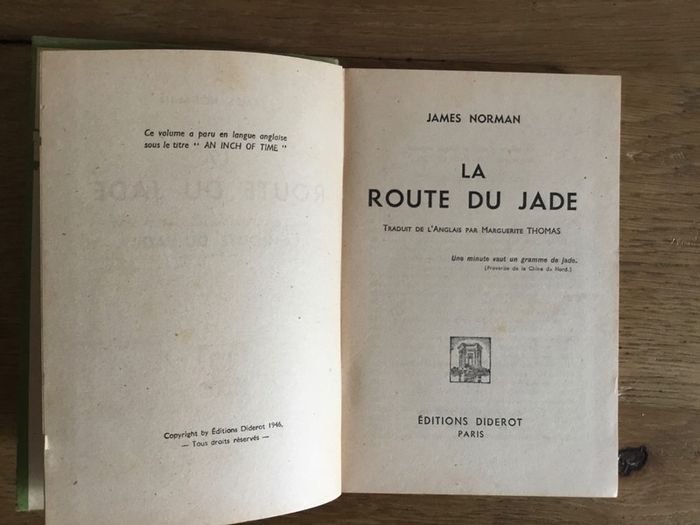 Ce volume a paru en langue anglaise
sous le titre " AN INCH OF TIME "
Copyright by Éditions Diderot 1946.
— Tous droits réservés —
JAMES NORMAN
LA
ROUTE DU JADE
TRADUIT DE L'ANGLAIS PAR MARGUERITE THOMAS
Une minute vaut un gramme de jade.
(Proverbe de la Chine du Nord.)
ÉDITIONS DIDEROT
PARIS